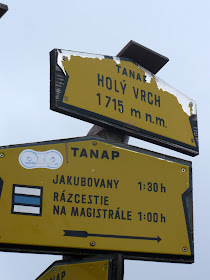 TANAP
HOLÝ VRCH
1715 m n.m.
TANAP
JAKUBOVANY 1:30 h
RÁZCESTIE
NA MAGISTRÁLE 1:00 h